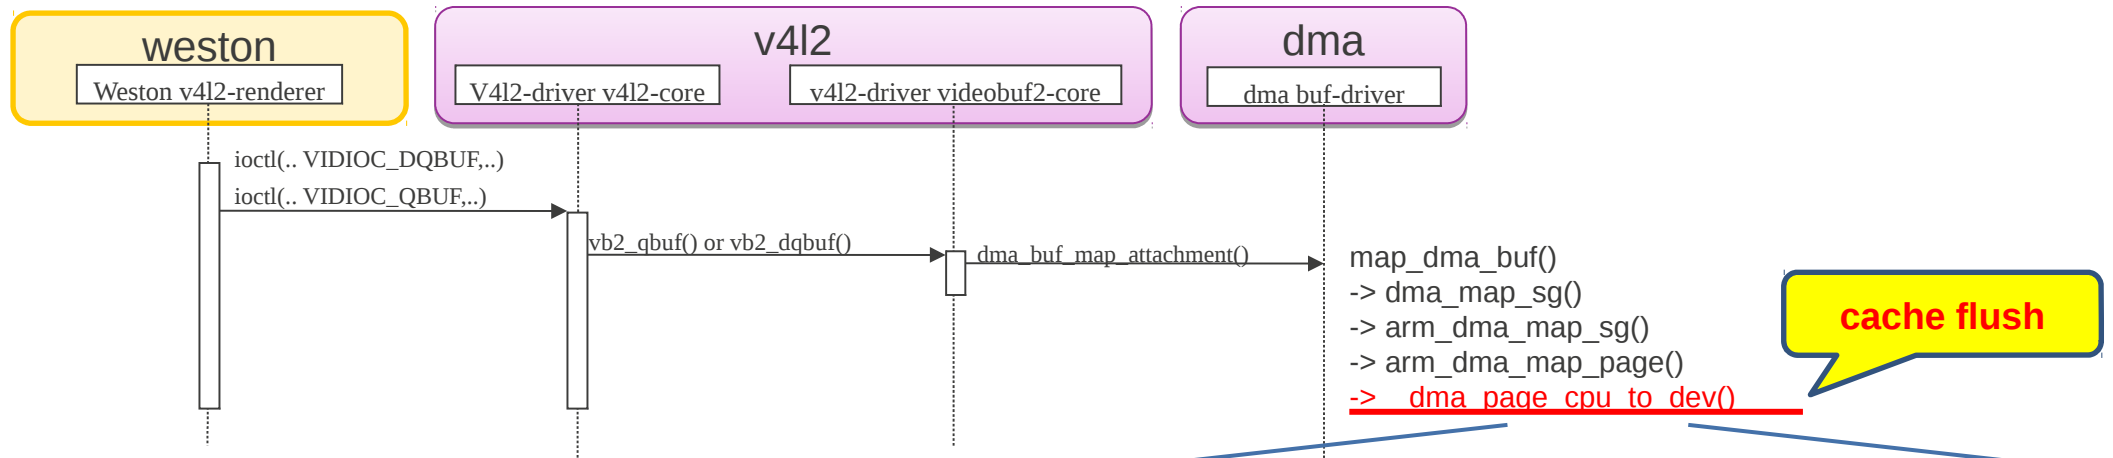 weston
Weston v4l2-renderer
v4l2
V4l2-driver v4l2-core
v4l2-driver videobuf2-core
dma
dma buf-driver
ioctl(.. VIDIOC_DQBUF,..)
ioctl(.. VIDIOC_QBUF,..)
vb2_qbuf() or vb2_dqbuf()
dma_buf_map_attachment()
map_dma_buf()
-> dma_map_sg()
-> arm_dma_map_sg()
-> arm_dma_map_page()
-> __dma_page_cpu_to_dev()
cache flush